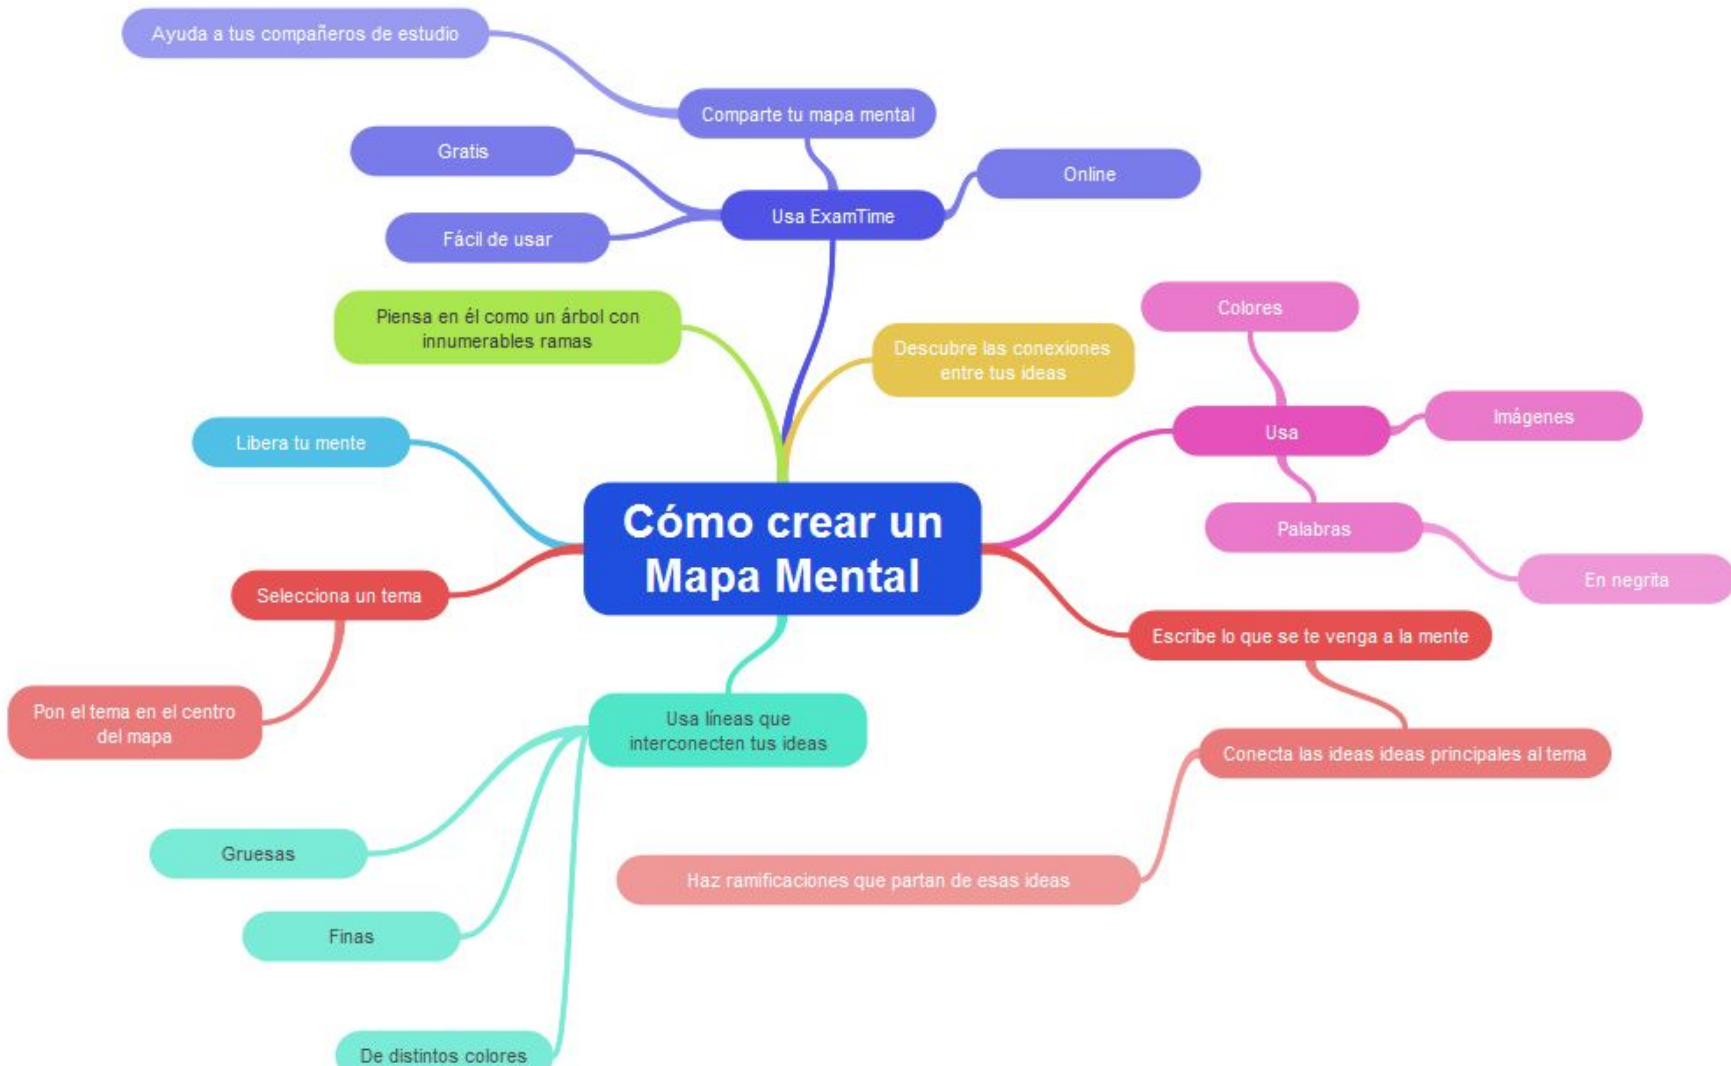 Ayuda a tus compañeros de estudio
Comparte tu mapa mental
Gratis
Online
Usa ExamTime
Fácil de usar
Colores
Piensa en él como un árbol con
innumerables ramas
Descubre las conexiones
entre tus ideas
Imágenes
Usa
Libera tu mente
Cómo crear un
Mapa Mental
Palabras
En negrita
Selecciona un tema
Escribe lo que se te venga a la mente
Pon el tema en el centro
del mapa
Usa líneas que
interconecten tus ideas
Conecta las ideas ideas principales al tema
Gruesas
Haz ramificaciones que partan de esas ideas
Finas
De distintos colores